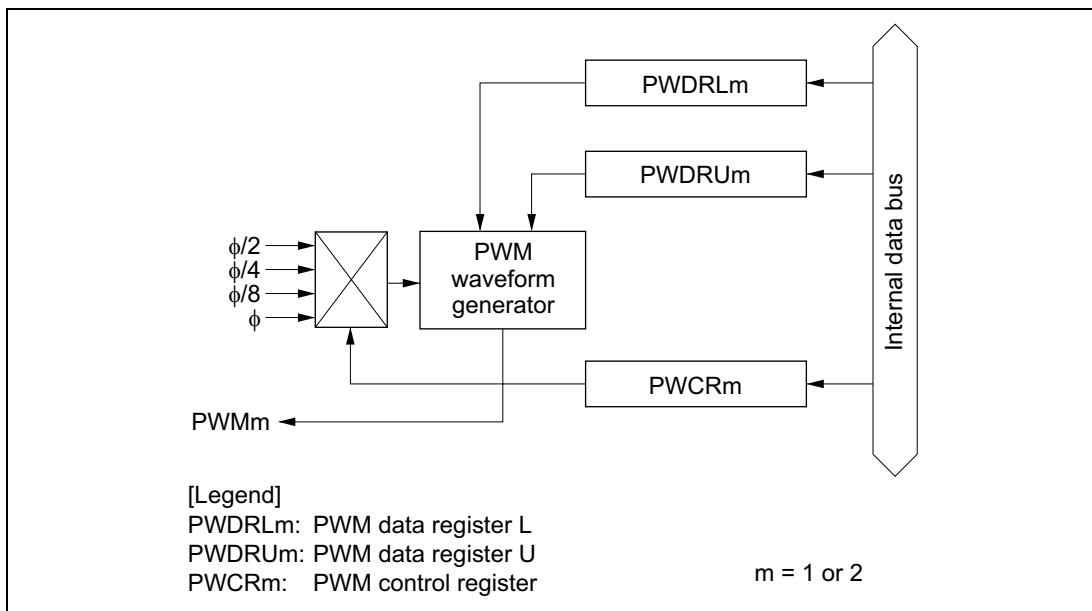 PWDRLm
PWDRUm
Internal data bus
ϕ/2
ϕ/4
ϕ/8
ϕ
PWM
waveform
generator
PWCRm
PWMm
[Legend]
PWDRLm: PWM data register L
PWDRUm: PWM data register U
PWCRm: PWM control register
m = 1 or 2